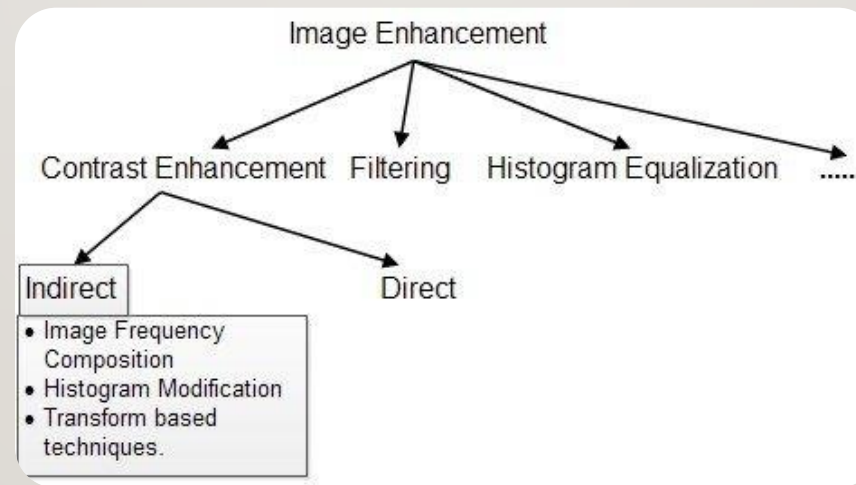 Image Enhancement
Contrast Enhancement Filtering Histogram Equalization .....
Indirect Direct
• Image Frequency
Composition
• Histogram Modification
• Transform based
techniques.